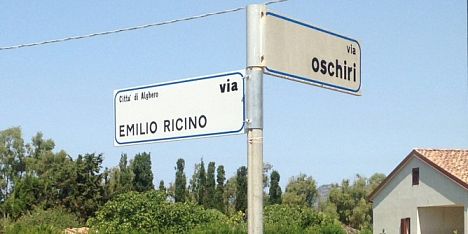 via
OSCHIRI
Citta' di Alghero via
EMILIO RICINO